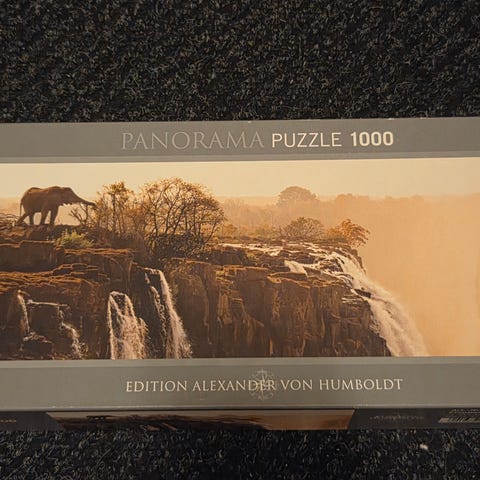 PANORAMA PUZZLE 1000
EDITION ALEXANDER VON HUMBOLDT